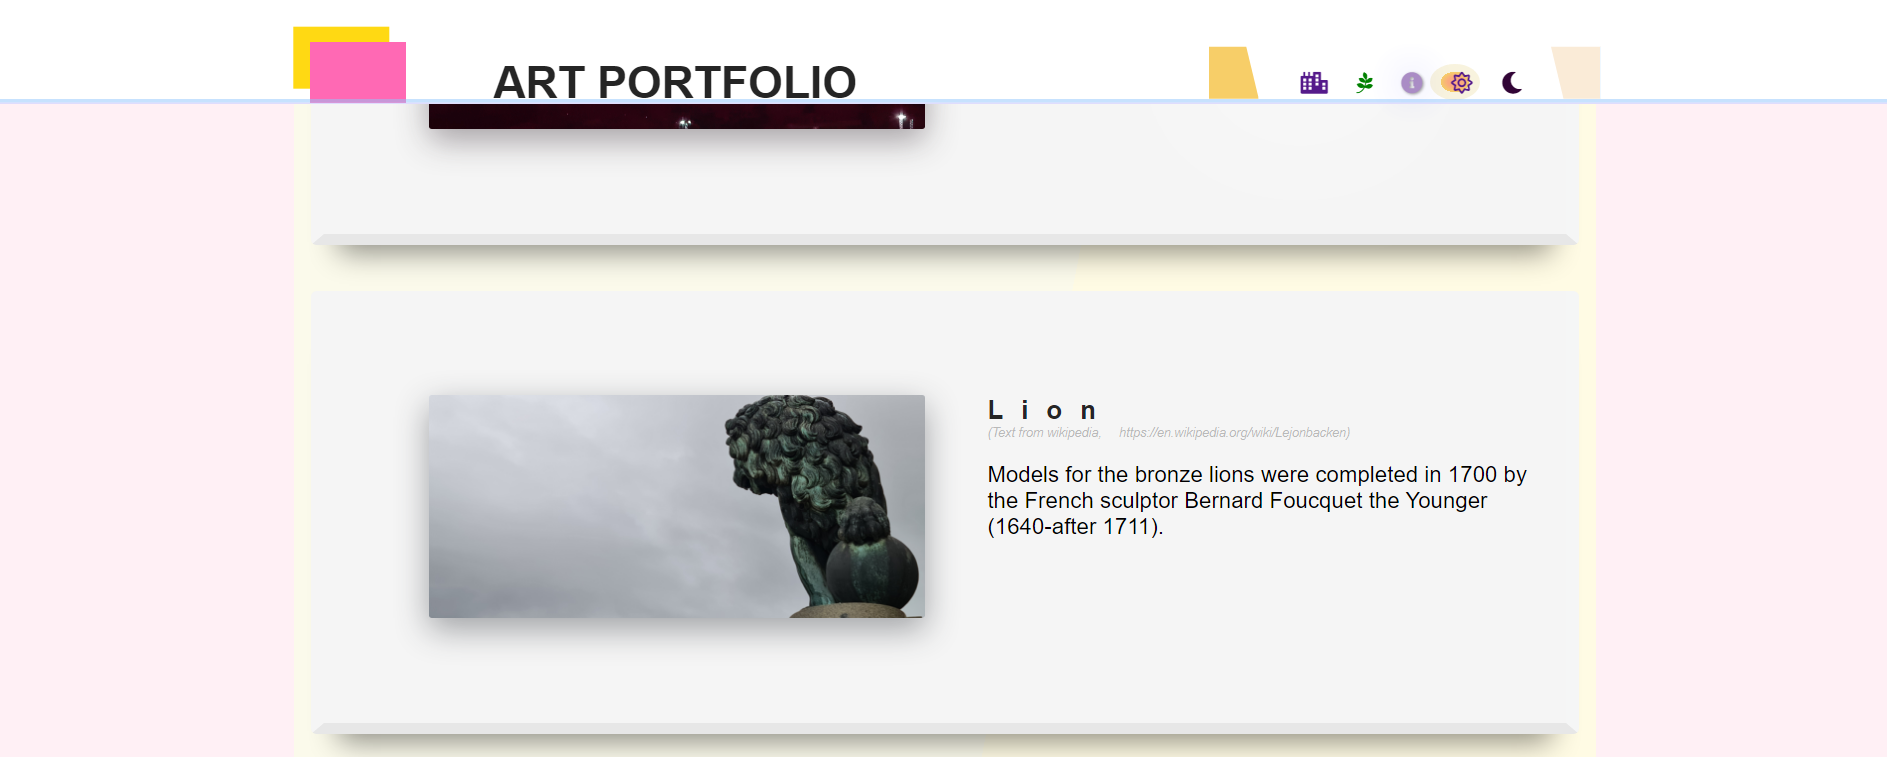 ART PORTFOLIO
Lion
(Text from wikipedia, https://en.wikipedia.org/wiki/Lejonbacken)
Models for the bronze lions were completed in 1700 by
the French sculptor Bernard Foucquet the Younger
(1640-after 1711).